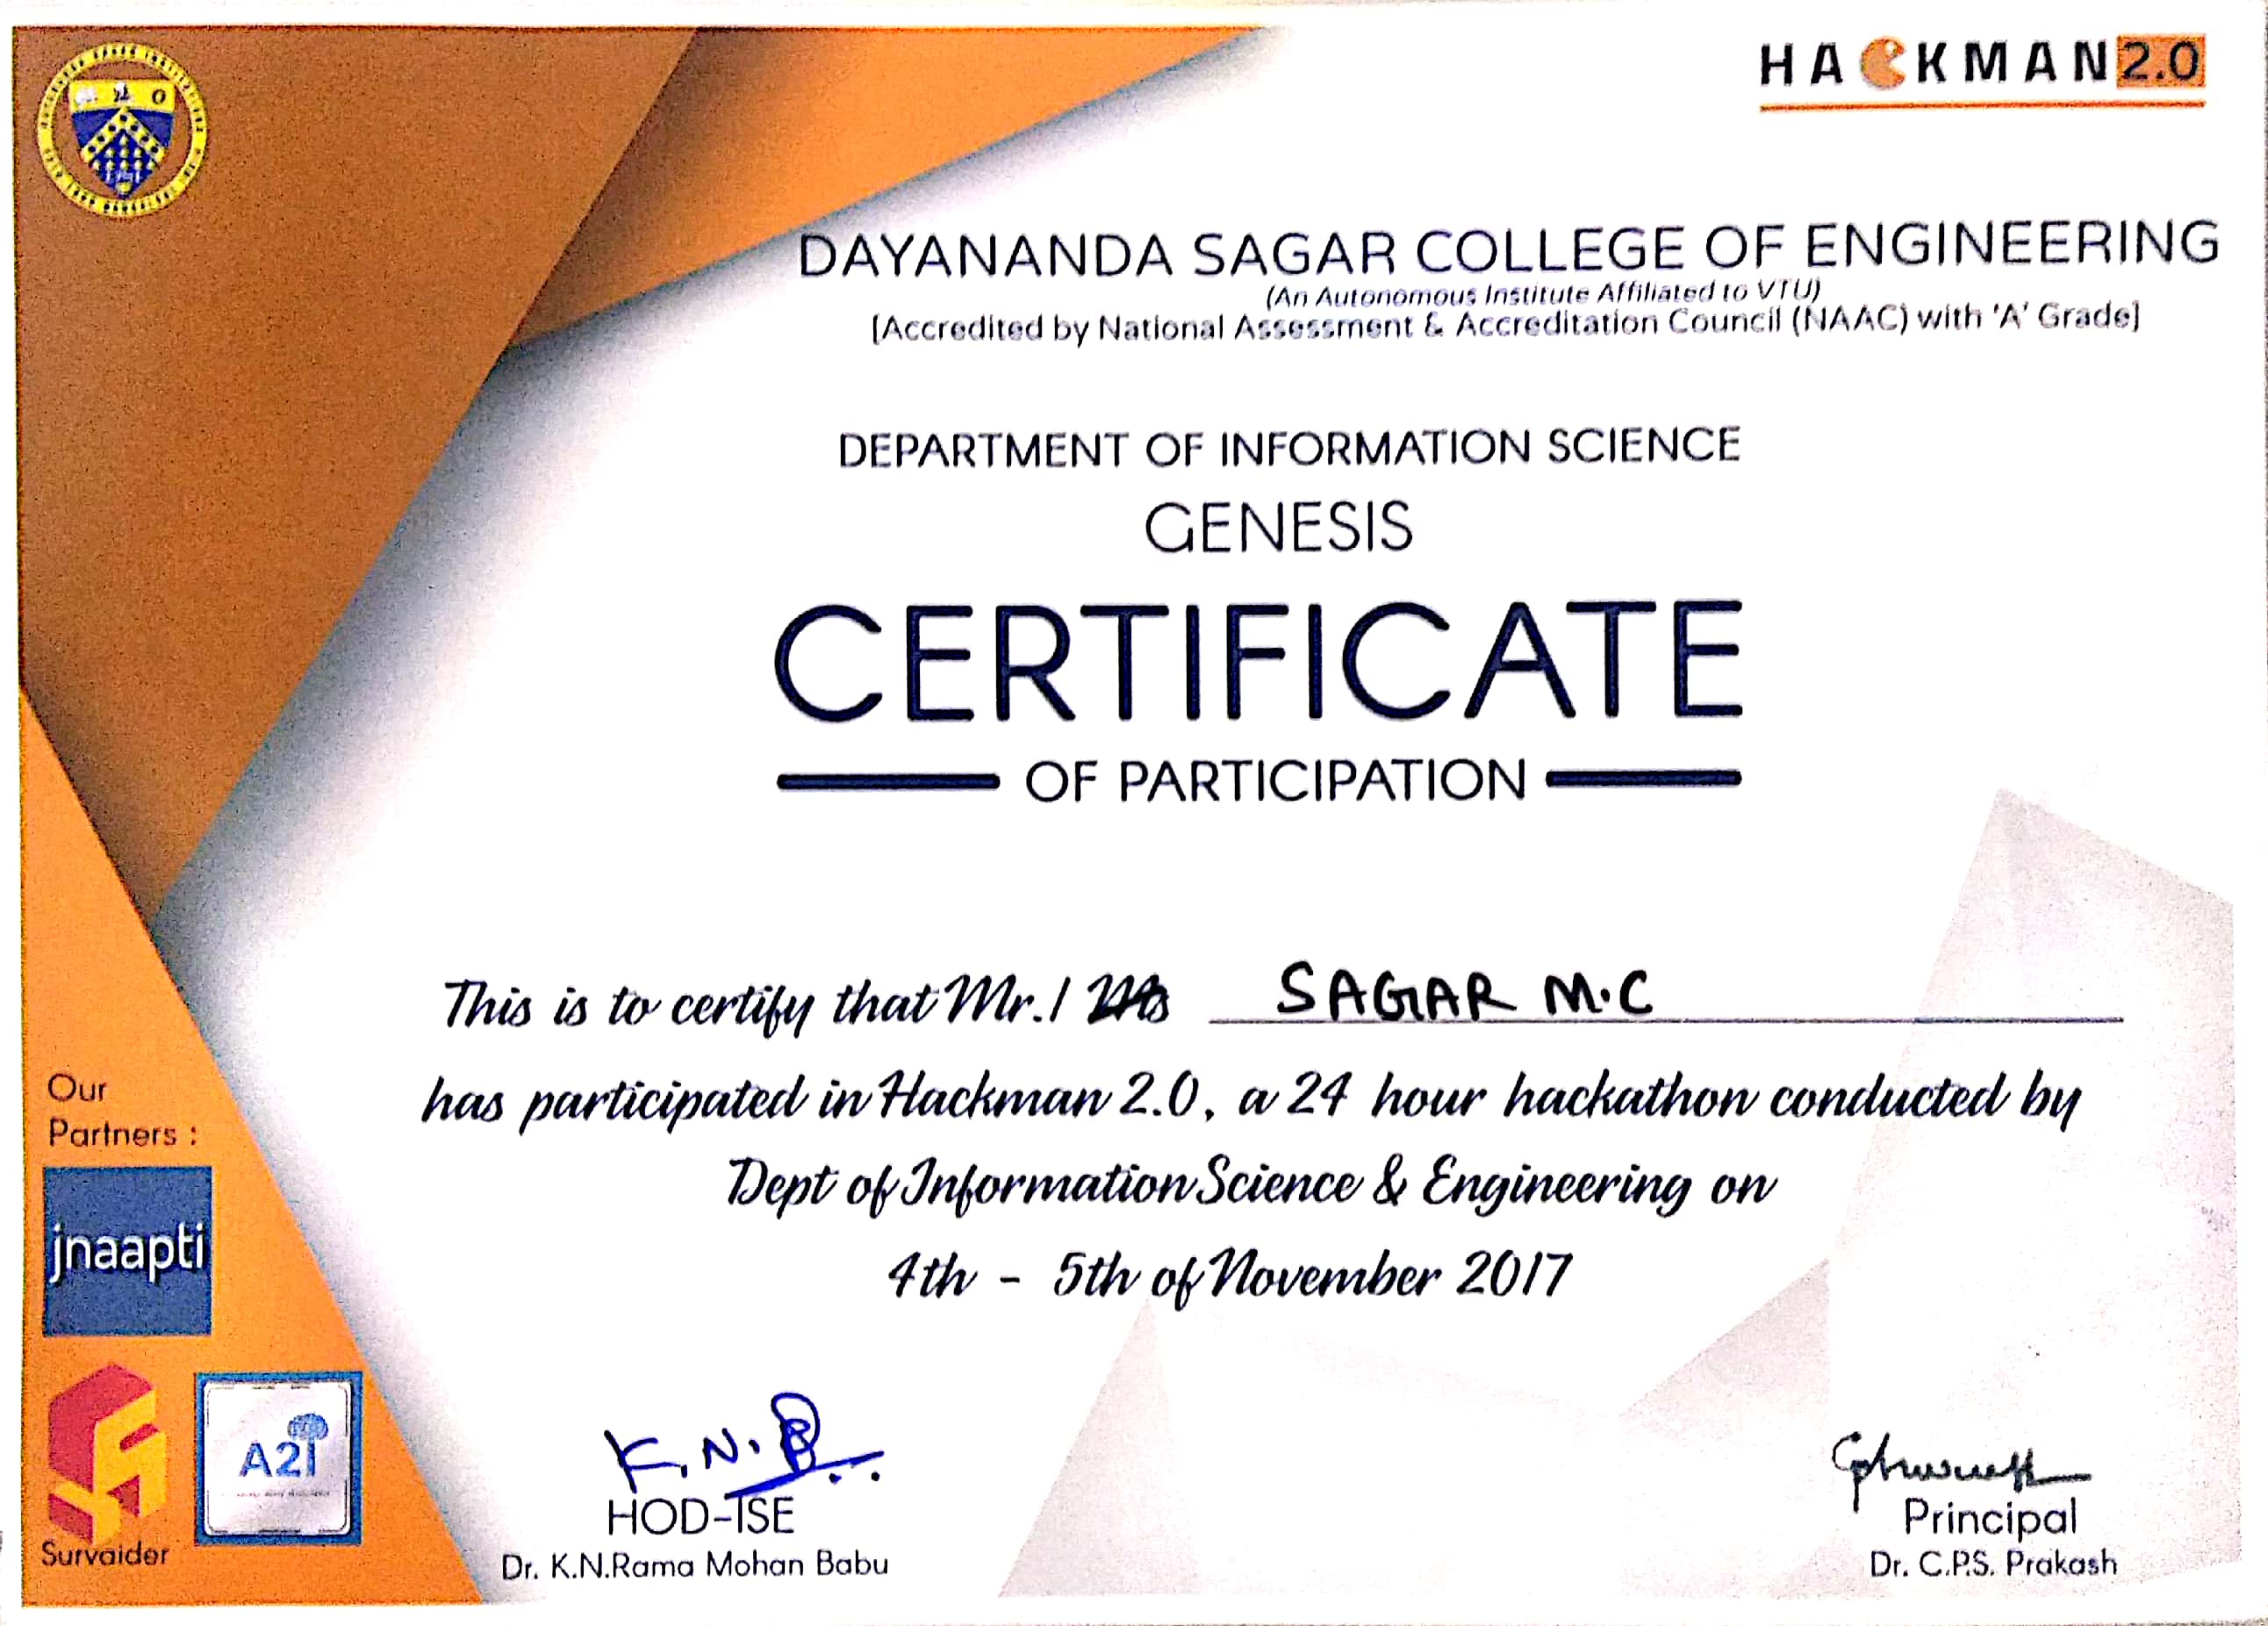 HACKMAN 2.0
DAYANANDA SAGAR COLLEGE OF ENGINEERING
(An Autonomous Institute Affiliated to VTU)
[Accredited by National Assessment & Accreditation Council (NAAC) with 'A' Grade]
DEPARTMENT OF INFORMATION SCIENCE
GENESIS
CERTIFICATE
OF PARTICIPATION
This is to certify that Mr./ Ms SAGAR M.C
has participated in Hackman 2.0, a 24 hour hackathon conducted by
Dept of Information Science & Engineering on
4th - 5th of November 2017
Our
Partners :
jnaapti
Survaider
A2I
K.N.B...
HOD-ISE
Dr. K.N.Rama Mohan Babu
Principal
Dr. C.P.S. Prakash